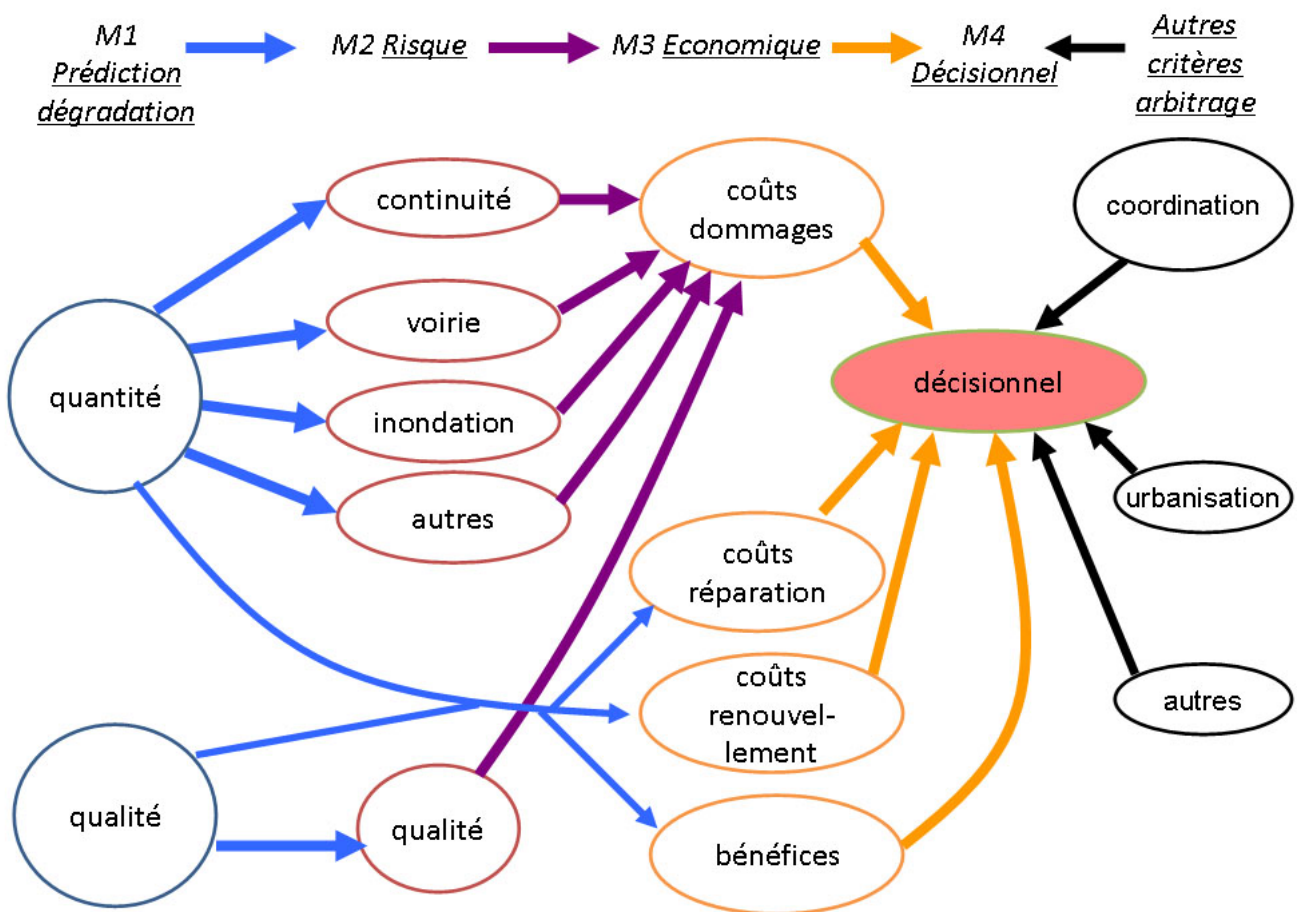 M1
Prédiction
dégradation
M2 Risque
M3 Economique
M4
Décisionnel
Autres
critères
arbitrage
continuité
coûts
dommages
coordination
voirie
quantité
décisionnel
inondation
autres
urbanisation
coûts
réparation
coûts
renouvel-
lement
autres
qualité
qualité
bénéfices